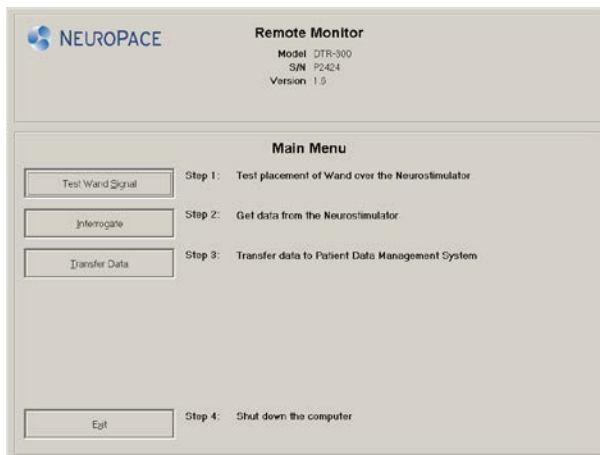 NEUROPACE
Remote Monitor
Model DTR-300
S/N P2424
Version 1.6
Main Menu
Test Wand Signal Step 1: Test placement of Wand over the Neurostimulator
Interrogate Step 2: Get data from the Neurostimulator
Transfer Data Step 3: Transfer data to Patient Data Management System
Exit Step 4: Shut down the computer